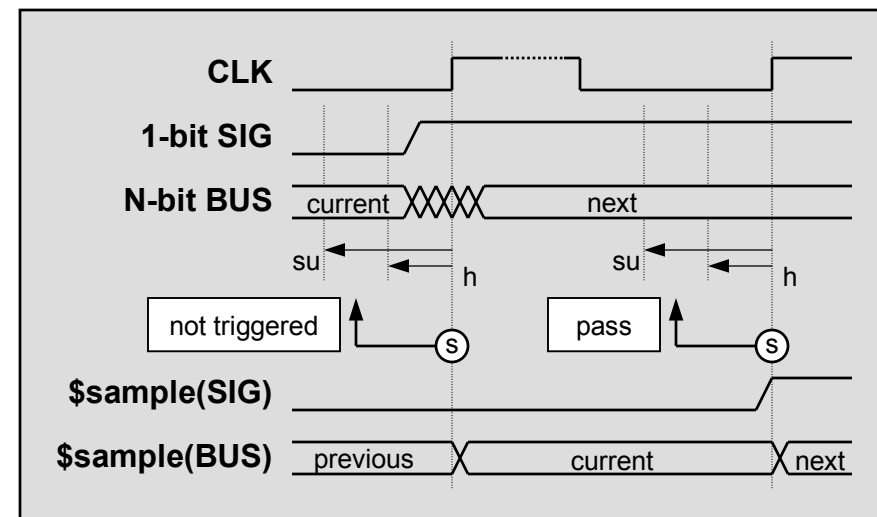 CLK
1-bit SIG
N-bit BUS current next
su h su h
not triggered s pass s
$sample(SIG)
$sample(BUS) previous current next